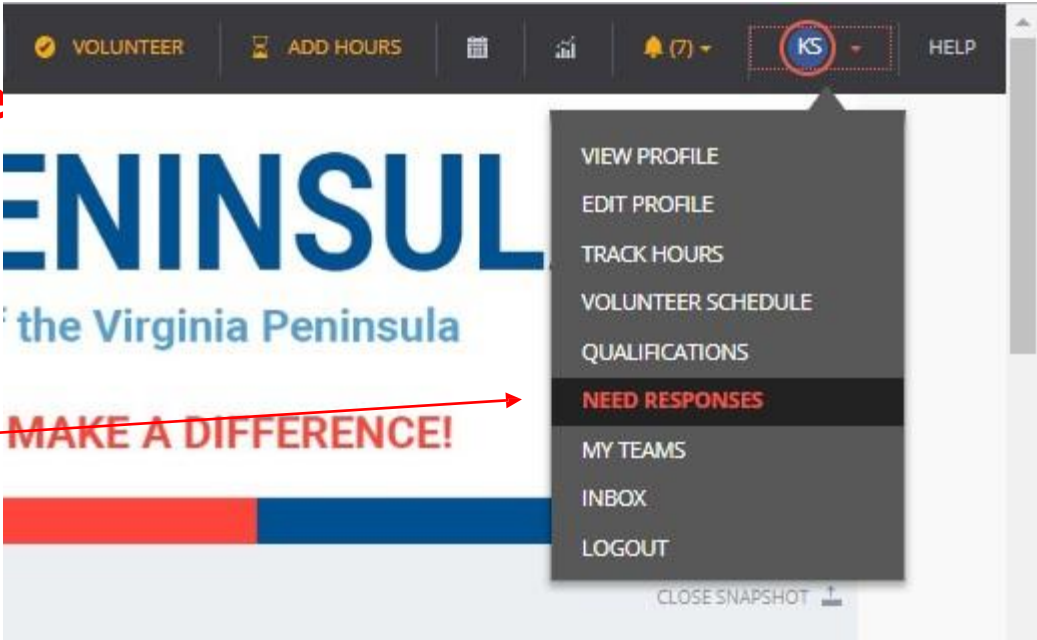 VOLUNTEER ADD HOURS (7) KS HELP
ENINSUL
the Virginia Peninsula
MAKE A DIFFERENCE!
VIEW PROFILE
EDIT PROFILE
TRACK HOURS
VOLUNTEER SCHEDULE
QUALIFICATIONS
NEED RESPONSES
MY TEAMS
INBOX
LOGOUT
CLOSE SNAPSHOT